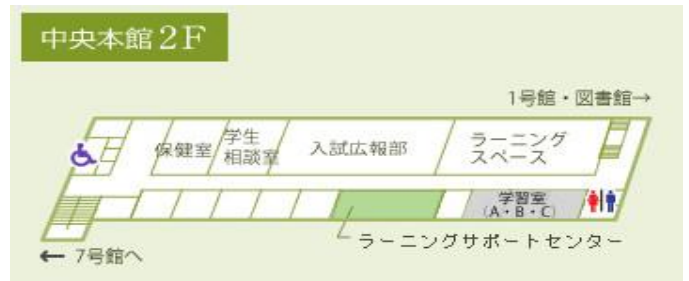 中央本館2F
1号館・図書館→
保健室
学生
相談室
入試広報部
ラーニング
スペース
学習室
(A・B・C)
ラーニングサポートセンター
← 7号館へ